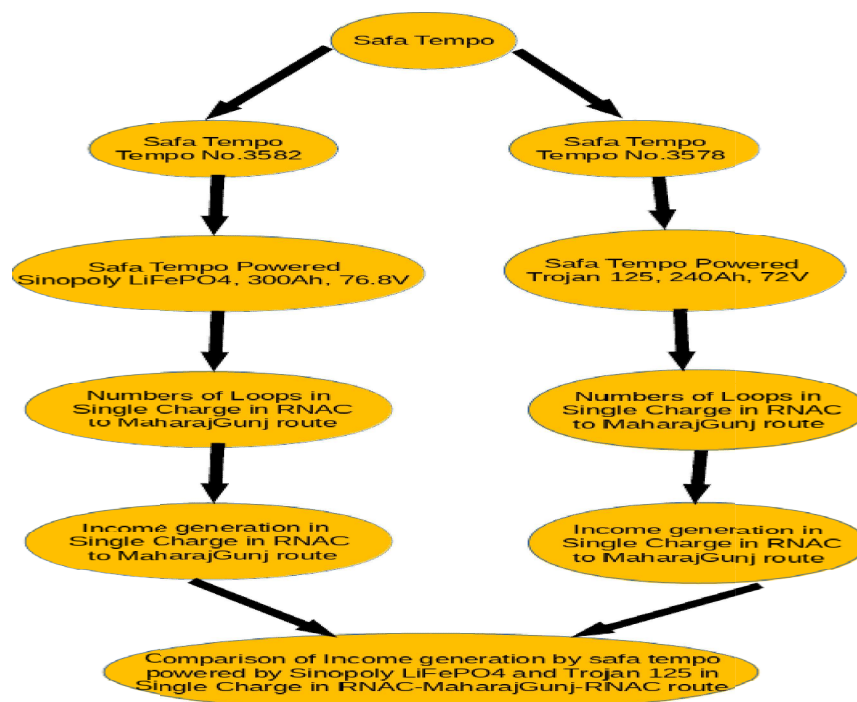 Safa Tempo
Safa Tempo
Tempo No.3582
Safa Tempo
Tempo No.3578
Safa Tempo Powered
Sinopoly LiFePO4, 300Ah, 76.8V
Safa Tempo Powered
Trojan 125, 240Ah, 72V
Numbers of Loops in
Single Charge in RNAC
to MaharajGunj route
Numbers of Loops in
Single Charge in RNAC
to MaharajGunj route
Income generation in
Single Charge in RNAC
to MaharajGunj route
Income generation in
Single Charge in RNAC
to MaharajGunj route
Comparison of Income generation by safa tempo
powered by Sinopoly LiFePO4 and Trojan 125 in
Single Charge in RNAC-MaharajGunj-RNAC route